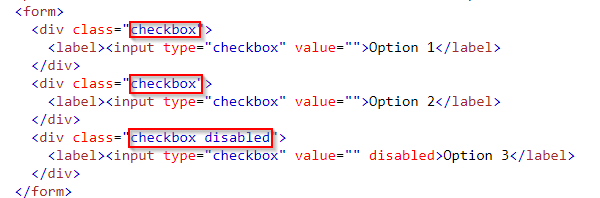 <form>
<div class="checkbox">
<label><input type="checkbox" value="">Option 1</label>
</div>
<div class="checkbox">
<label><input type="checkbox" value="">Option 2</label>
</div>
<div class="checkbox disabled">
<label><input type="checkbox" value="" disabled>Option 3</label>
</div>
</form>